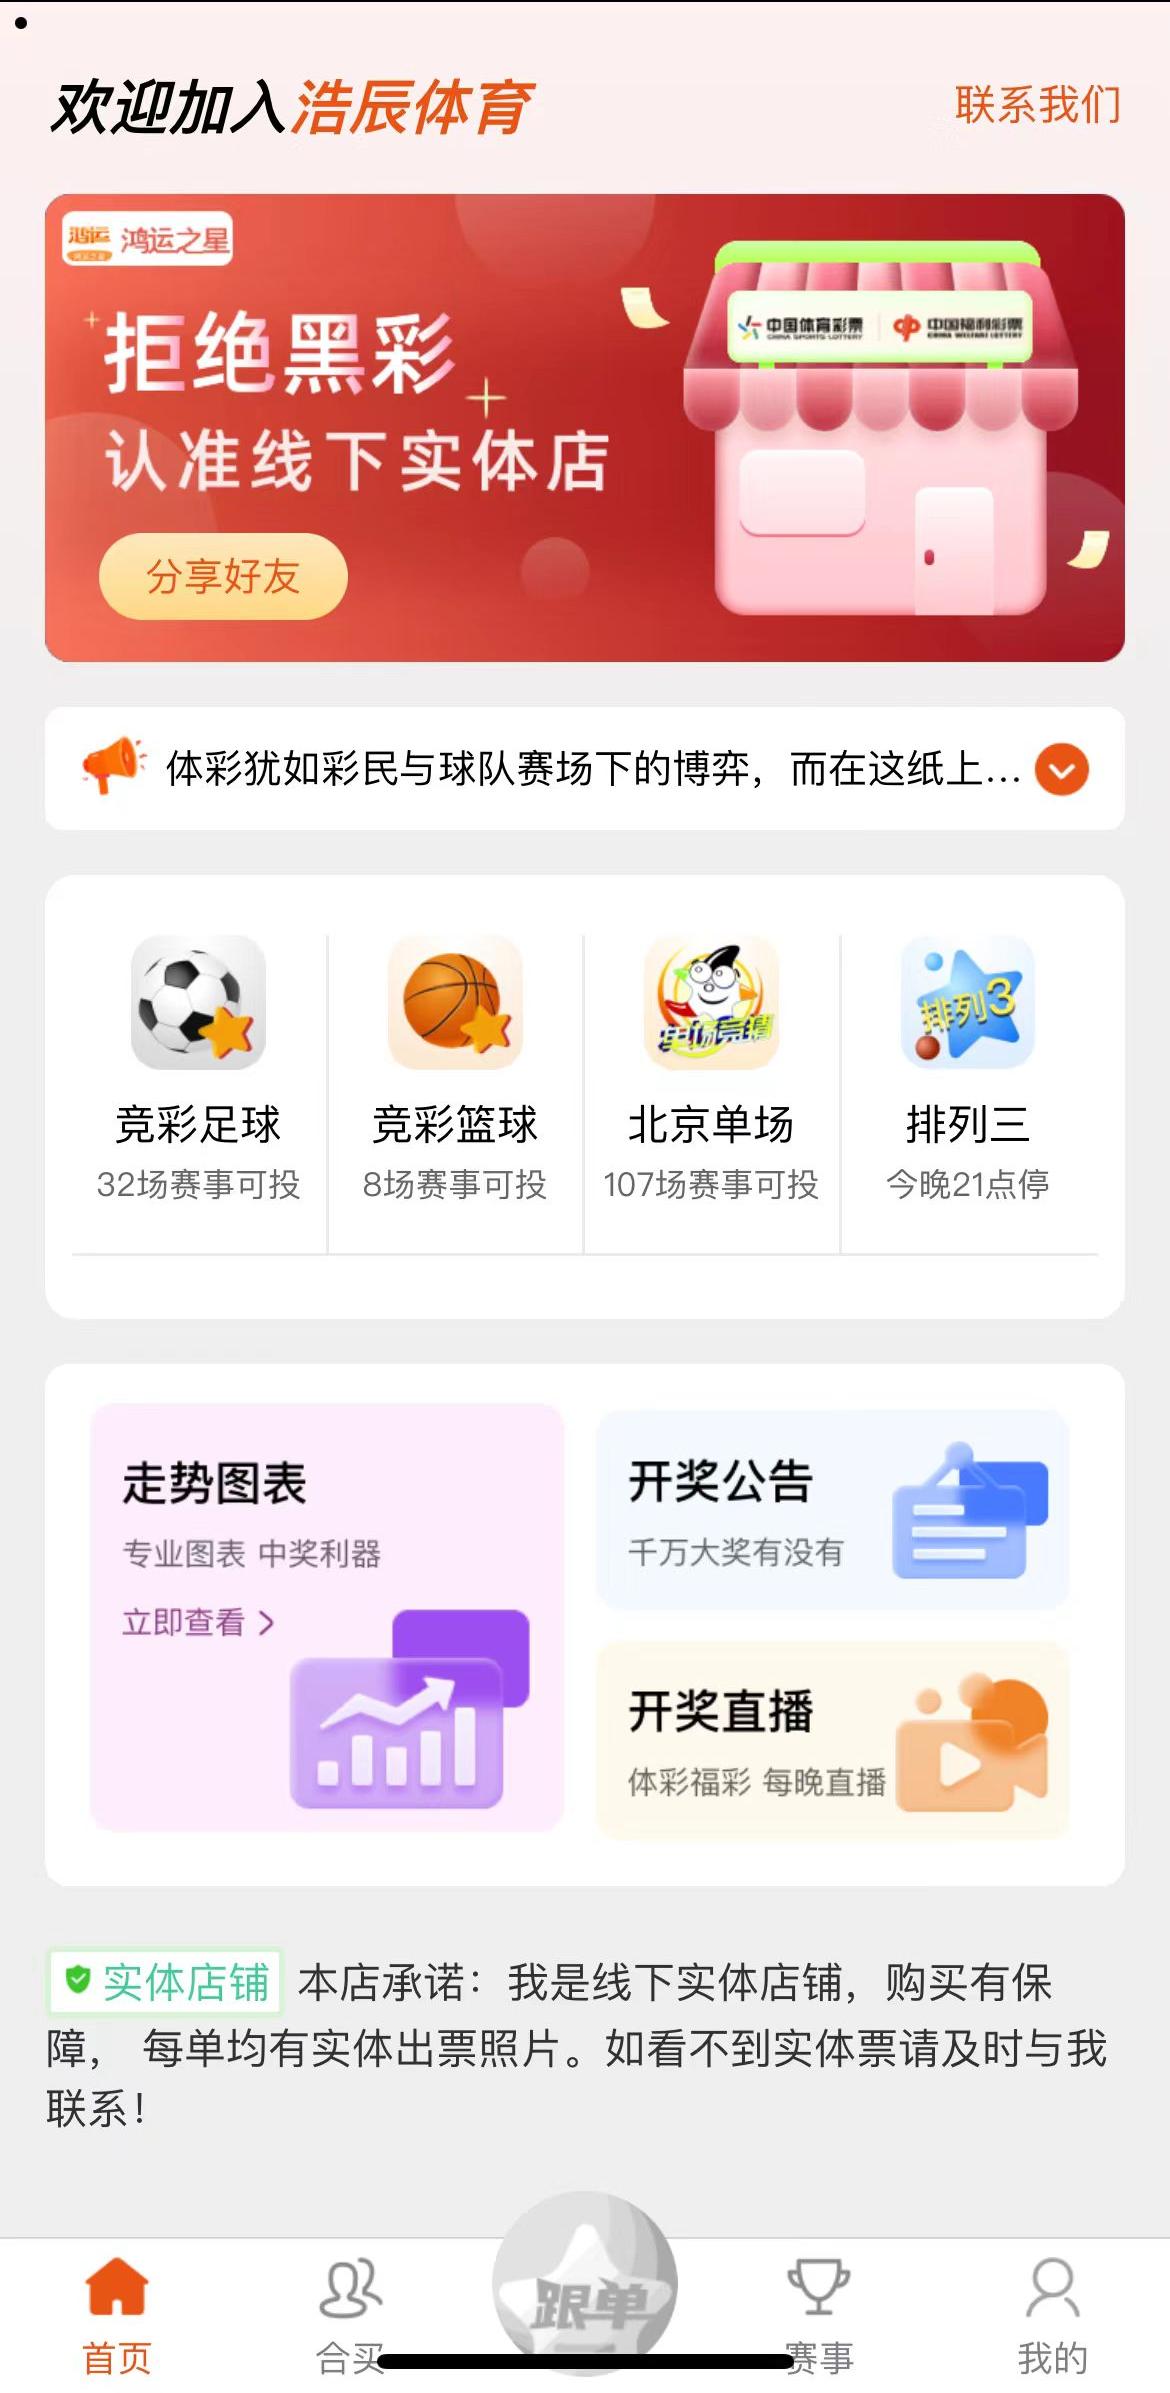 欢迎加入浩辰体育
联系我们
鸿运 鸿运之星
拒绝黑彩
认准线下实体店
分享好友
中国体育彩票
CHINA SPORTS LOTTERY
中国福利彩票
CHINA WELFARE LOTTERY
体彩犹如彩民与球队赛场下的博弈，而在这纸上...
单场竞猜
排列3
竞彩足球
竞彩篮球
北京单场
排列三
32场赛事可投
8场赛事可投
107场赛事可投
今晚21点停
走势图表
专业图表 中奖利器
立即查看 >
开奖公告
千万大奖有没有
开奖直播
体彩福彩 每晚直播
实体店铺 本店承诺：我是线下实体店铺，购买有保
障， 每单均有实体出票照片。如看不到实体票请及时与我
联系！
跟单
首页
合买
赛事
我的